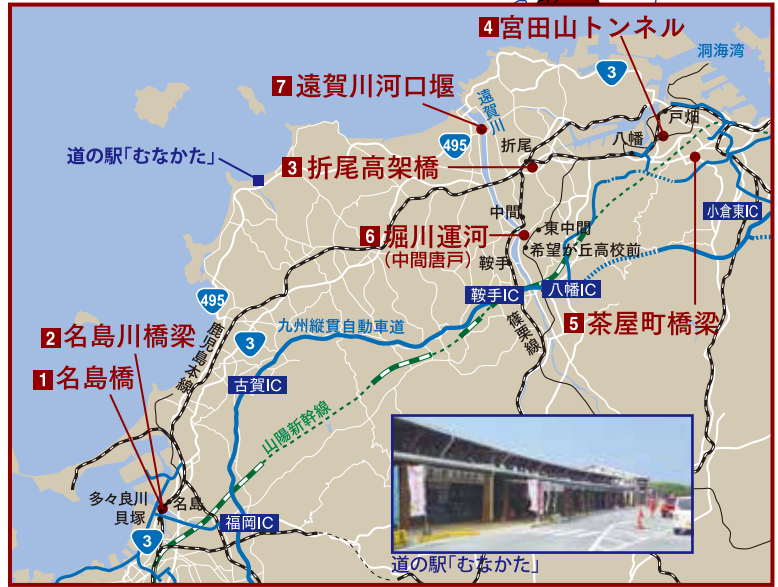 4 宮田山トンネル
洞海湾
3
7 遠賀川河口堰
遠賀川
戸畑
八幡
折尾
495
道の駅「むなかた」
3 折尾高架橋
小倉東IC
中間
東中間
6 堀川運河
(中間唐戸)
希望が丘高校前
鞍手
鞍手IC
八幡IC
495
2 名島川橋梁
鹿児島本線
3
九州縦貫自動車道
篠栗線
5 茶屋町橋梁
1 名島橋
古賀IC
山陽新幹線
多々良川
名島
貝塚
福岡IC
3
道の駅「むなかた」